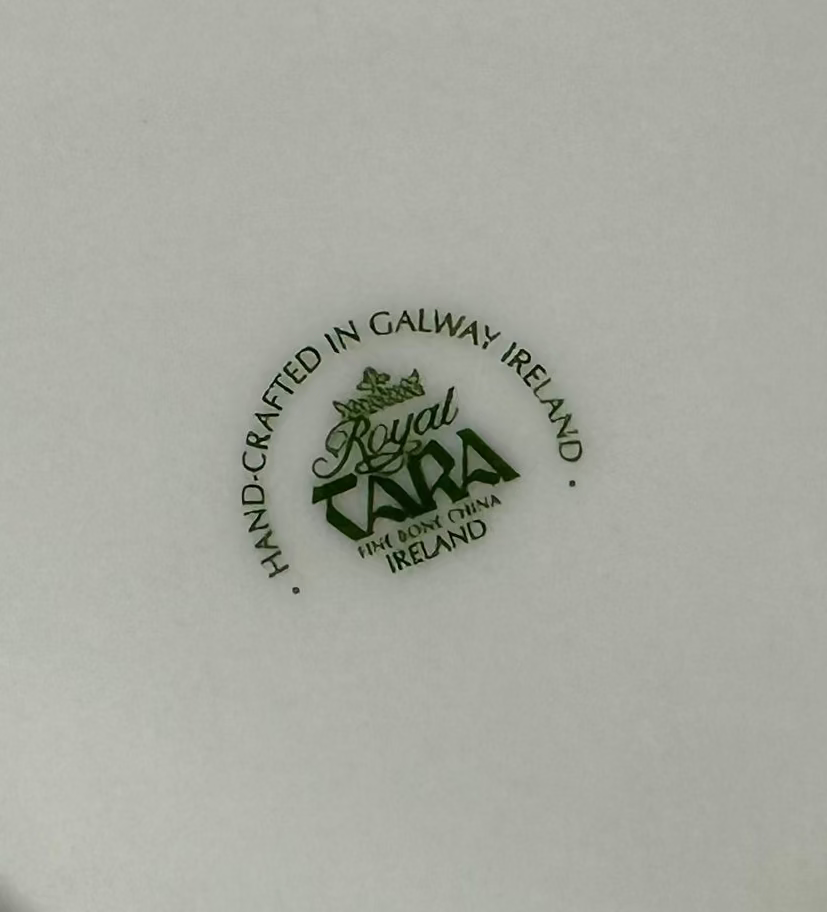 · HAND-CRAFTED IN GALWAY IRELAND ·
Royal
TARA
FINE BONE CHINA
IRELAND